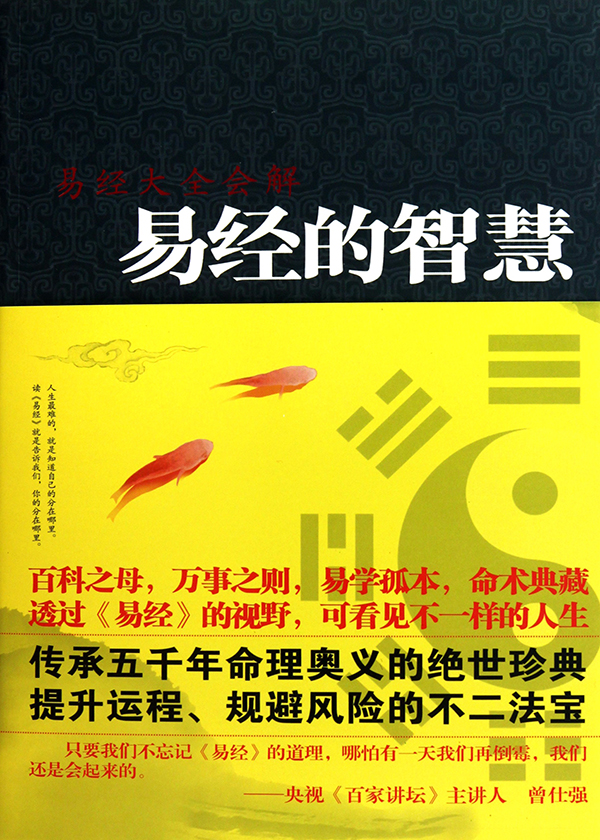 易经大全会解
易经的智慧
人生最难的，就是知道自己的分在哪里。
读《易经》就是告诉我们，你的分在哪里。
百科之母，万事之则，易学孤本，命术典藏
透过《易经》的视野，可看见不一样的人生
传承五千年命理奥义的绝世珍典
提升运程、规避风险的不二法宝
只要我们不忘记《易经》的道理，哪怕有一天我们再倒霉，我们
还是会起来的。
——央视《百家讲坛》主讲人 曾仕强